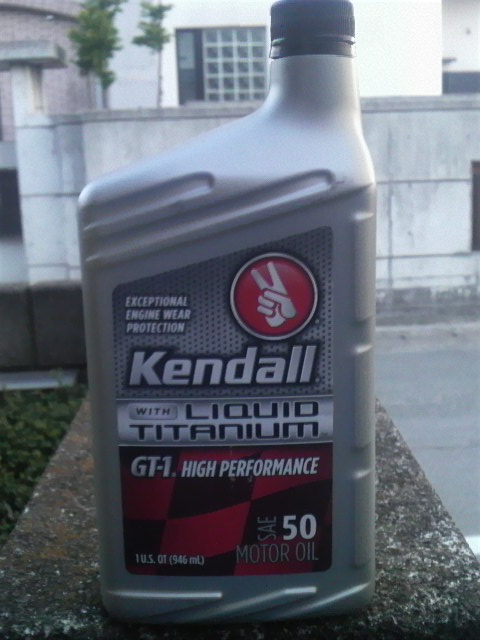 EXCEPTIONAL
ENGINE WEAR
PROTECTION
Kendall®
WITH LIQUID
TITANIUM
GT-1® HIGH PERFORMANCE
SAE 50
MOTOR OIL
1 U.S. QT (946 mL)